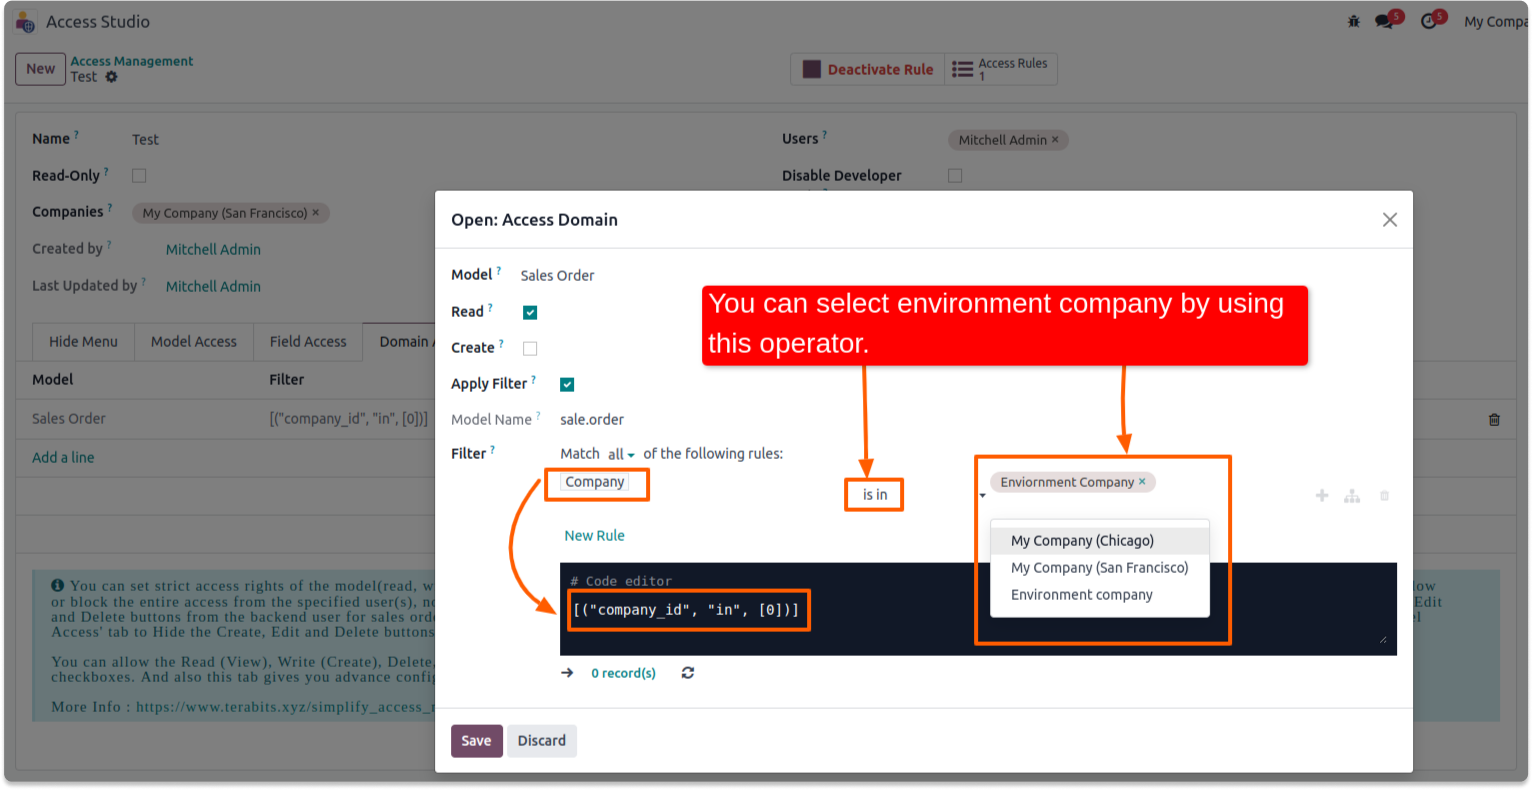 Access Studio
5
5
My Compa
New
Access Management
Test
Deactivate Rule
Access Rules
1
Name ?
Test
Users ?
Mitchell Admin ×
Read-Only ?
Disable Developer
Companies ?
My Company (San Francisco) ×
Created by ?
Mitchell Admin
Last Updated by ?
Mitchell Admin
Hide Menu
Model Access
Field Access
Domain A
Model
Filter
Sales Order
[("company_id", "in", [0])]
Add a line
You can set strict access rights of the model(read, w
or block the entire access from the specified user(s), no
and Delete buttons from the backend user for sales ord
Access' tab to Hide the Create, Edit and Delete buttons
You can allow the Read (View), Write (Create), Delete,
checkboxes. And also this tab gives you advance config
More Info : https://www.terabits.xyz/simplify_access_
low
Edit
el
Open: Access Domain
Model ?
Sales Order
Read ?
Create ?
Apply Filter ?
Model Name ?
sale.order
Filter ?
Match all of the following rules:
You can select environment company by using
this operator.
Company
is in
Enviornment Company ×
My Company (Chicago)
My Company (San Francisco)
Environment company
New Rule
# Code editor
[("company_id", "in", [0])]
0 record(s)
Save
Discard